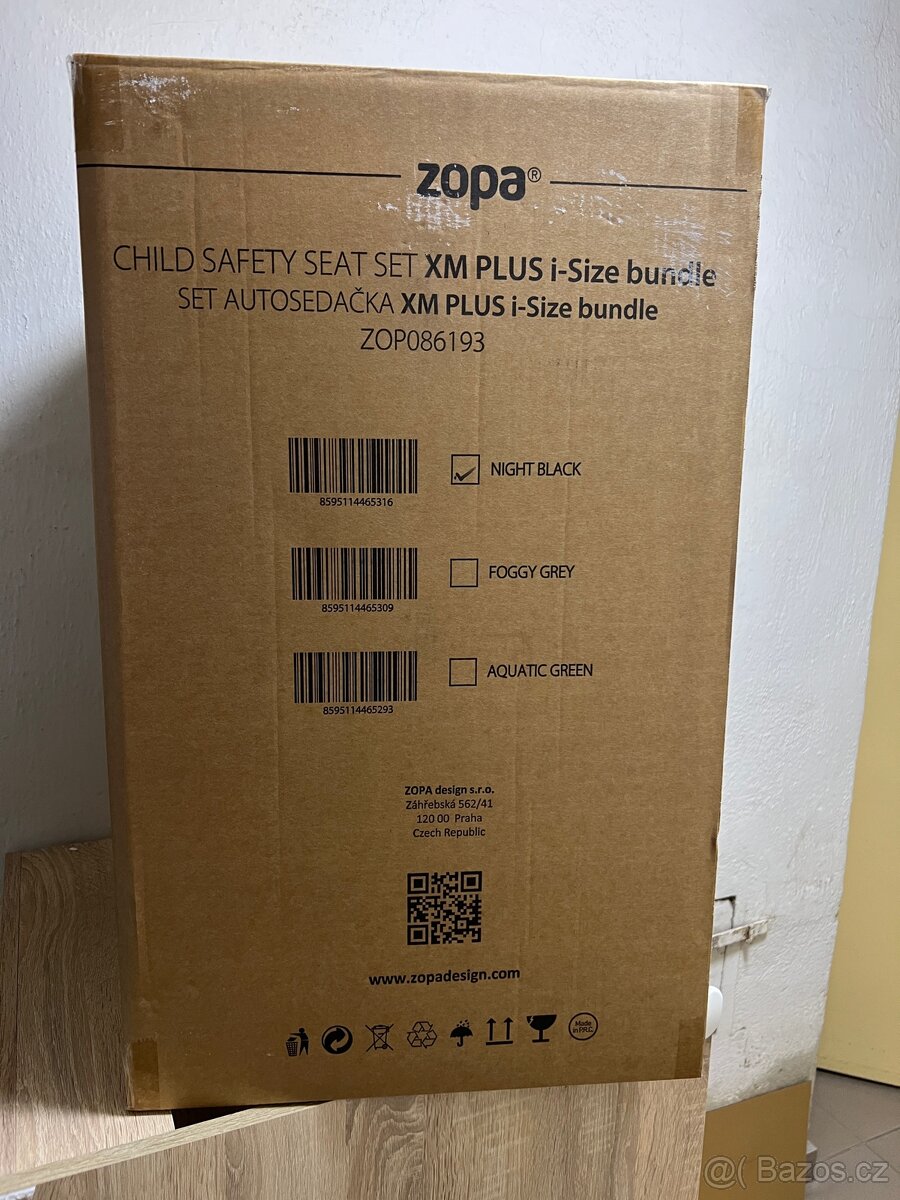 zopa®
CHILD SAFETY SEAT SET XM PLUS i-Size bundle
SET AUTOSEDAČKA XM PLUS i-Size bundle
ZOP086193
8595114465316
NIGHT BLACK
8595114465309
FOGGY GREY
8595114465293
AQUATIC GREEN
ZOPA design s.r.o.
Záhřebská 562/41
120 00 Praha
Czech Republic
www.zopadesign.com
Made
in P.R.C.
@( Bazos.cz